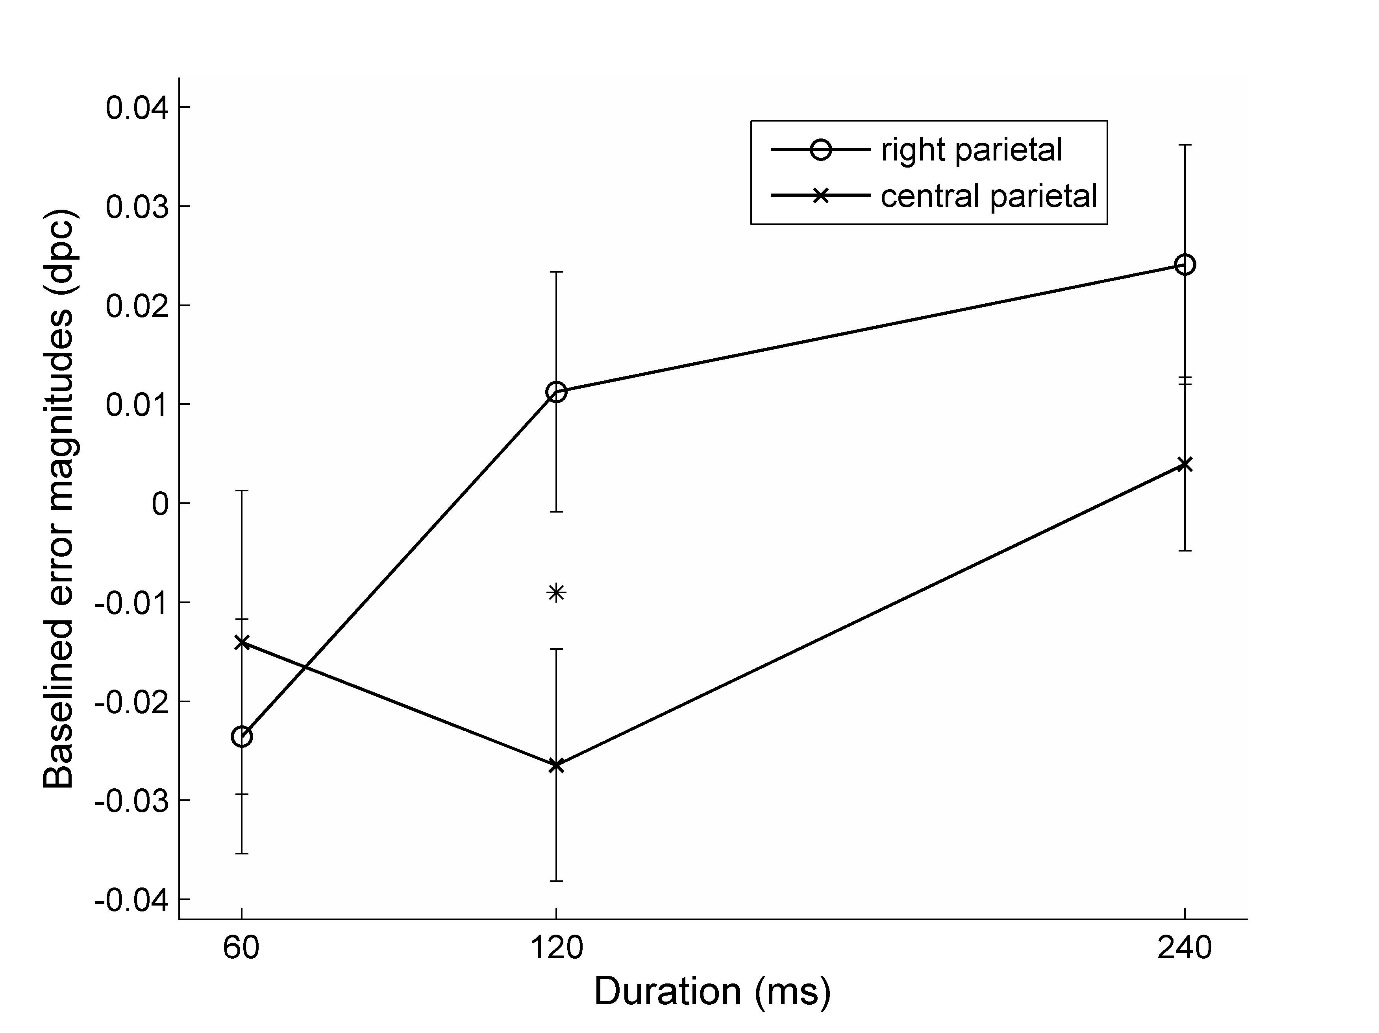 0.04
0.03
0.02
0.01
0
-0.01
-0.02
-0.03
-0.04
Baselined error magnitudes (dpc)
right parietal
central parietal
*
60 120 240
Duration (ms)